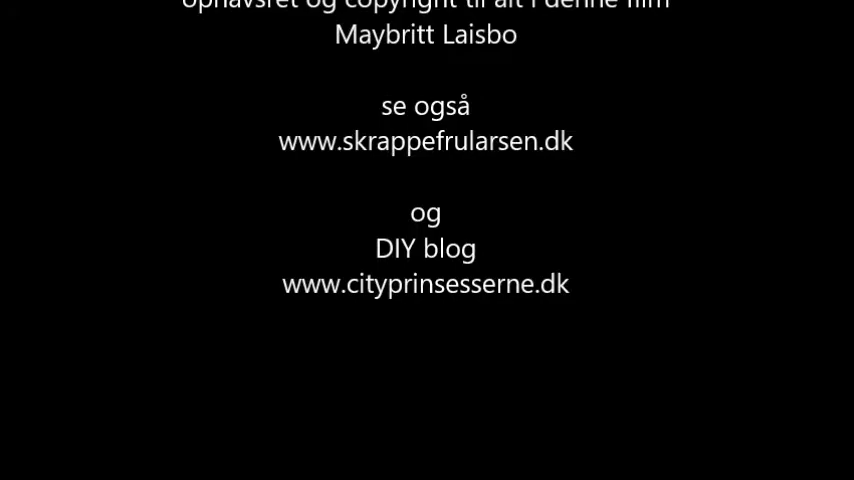 ophavsret og copyright til alt i denne film
Maybritt Laisbo
se også
www.skrappefrularsen.dk
og
DIY blog
www.cityprinsesserne.dk